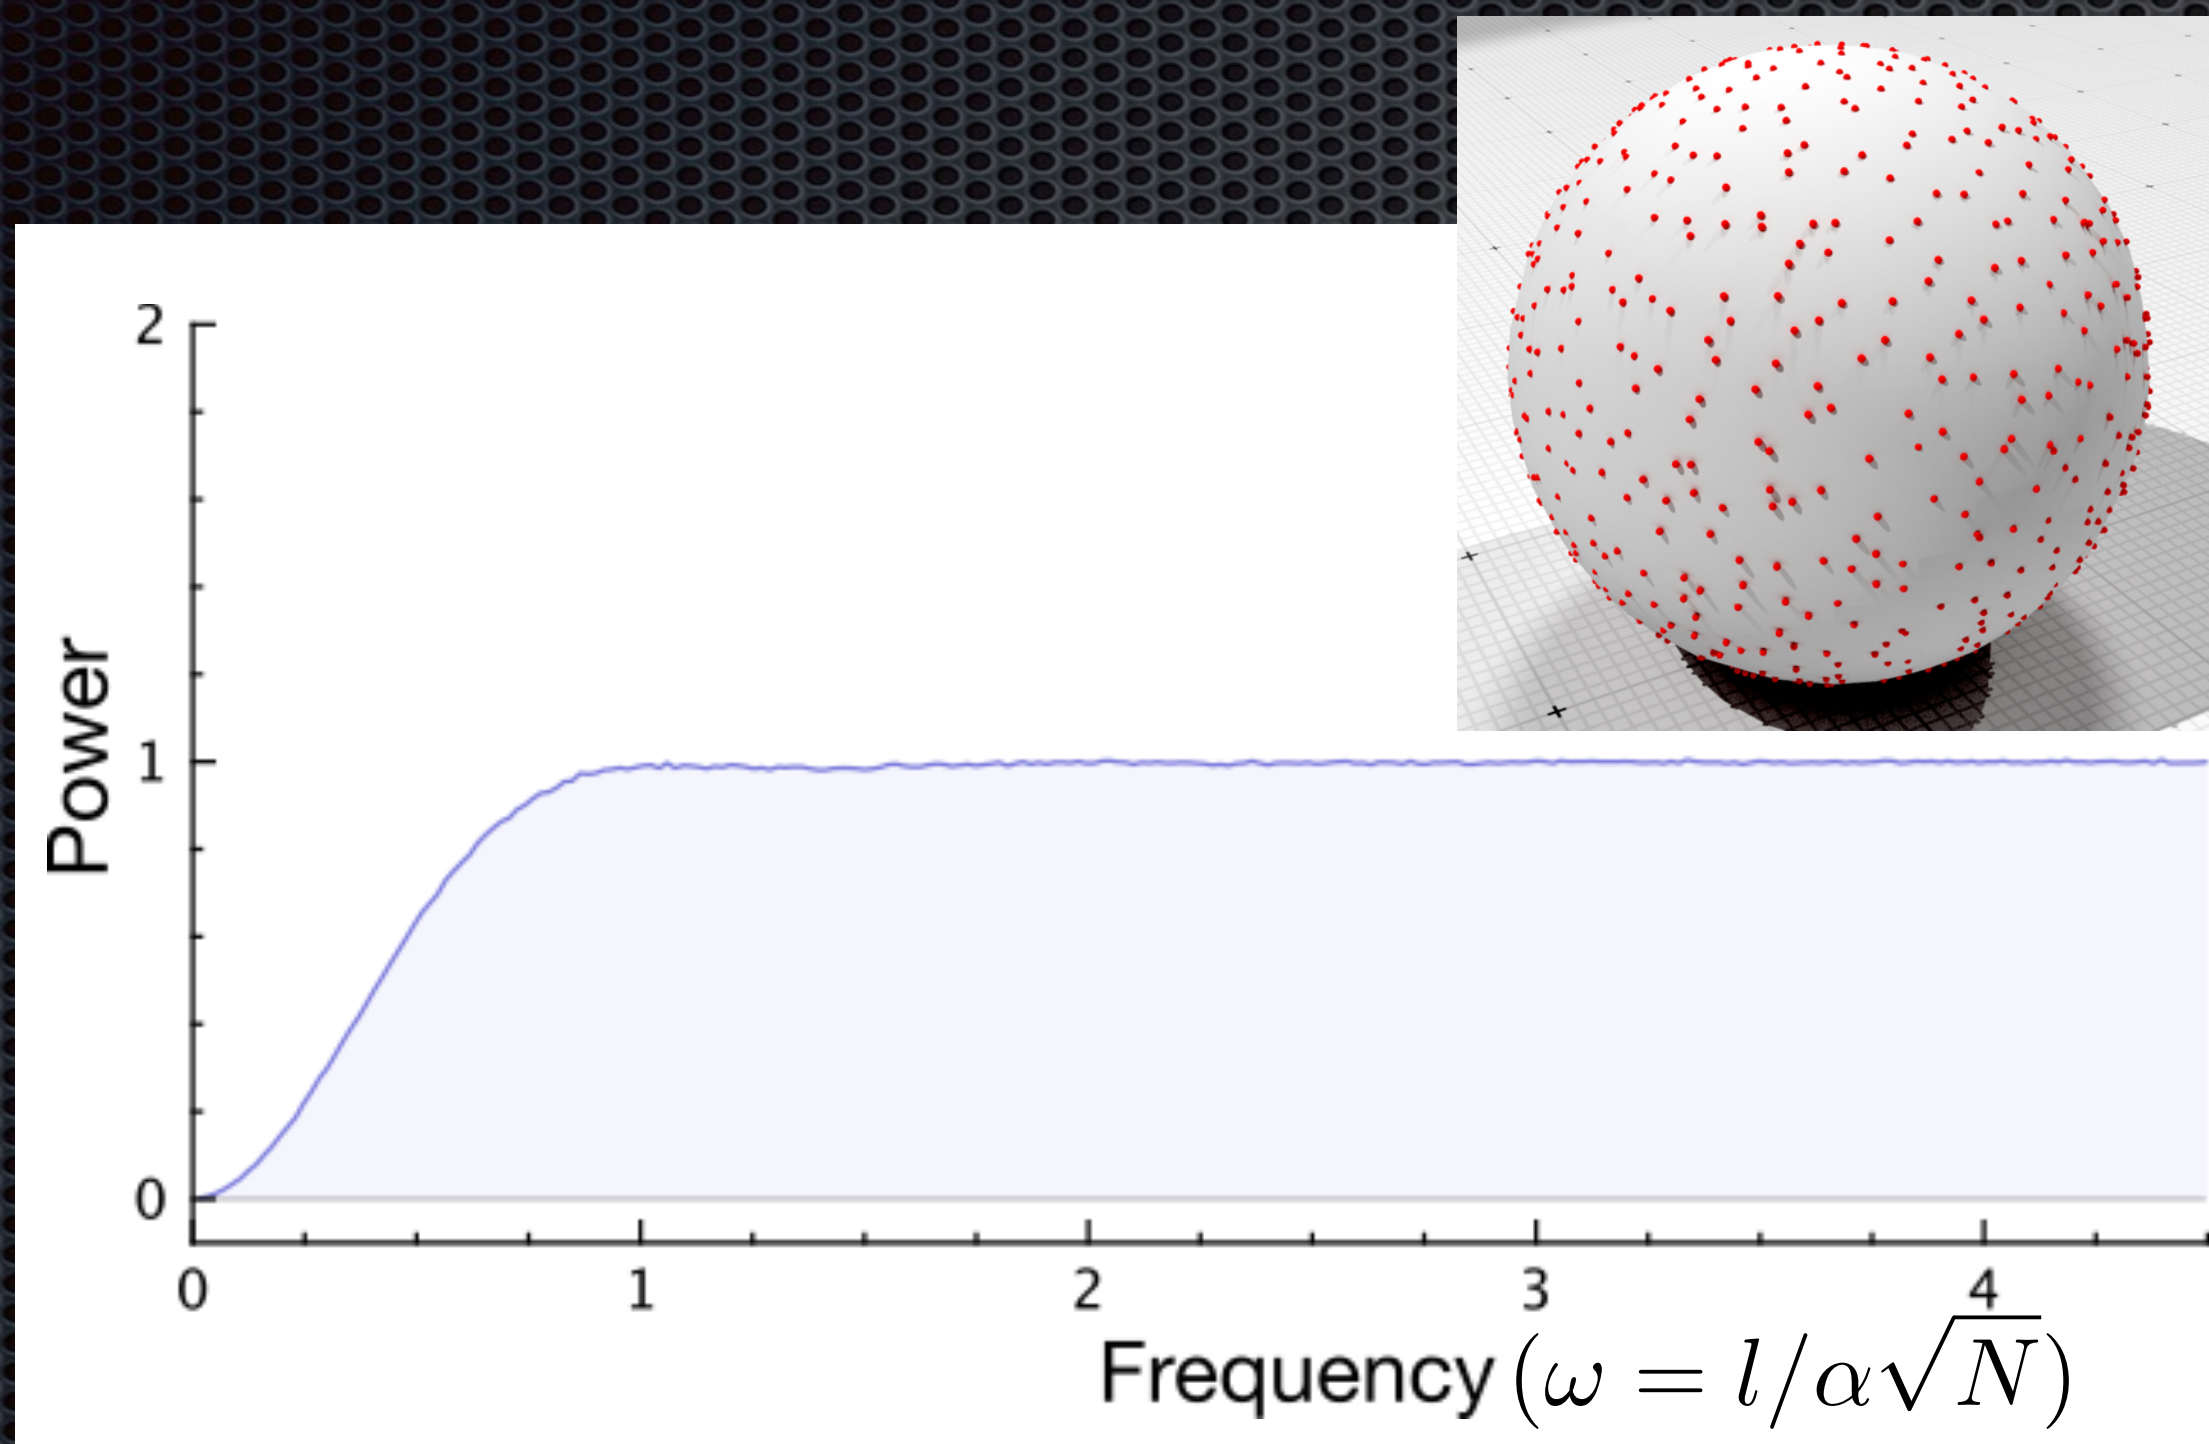 2
1
0
Power
0 1 2 3 4
Frequency (ω = l/α√N)